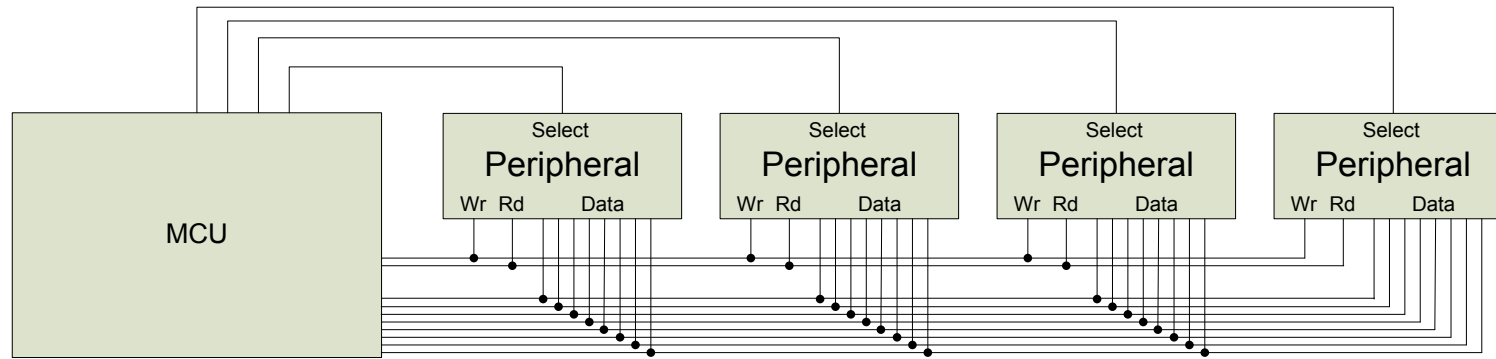 MCU
Select
Peripheral
Wr Rd Data
Select
Peripheral
Wr Rd Data
Select
Peripheral
Wr Rd Data
Select
Peripheral
Wr Rd Data